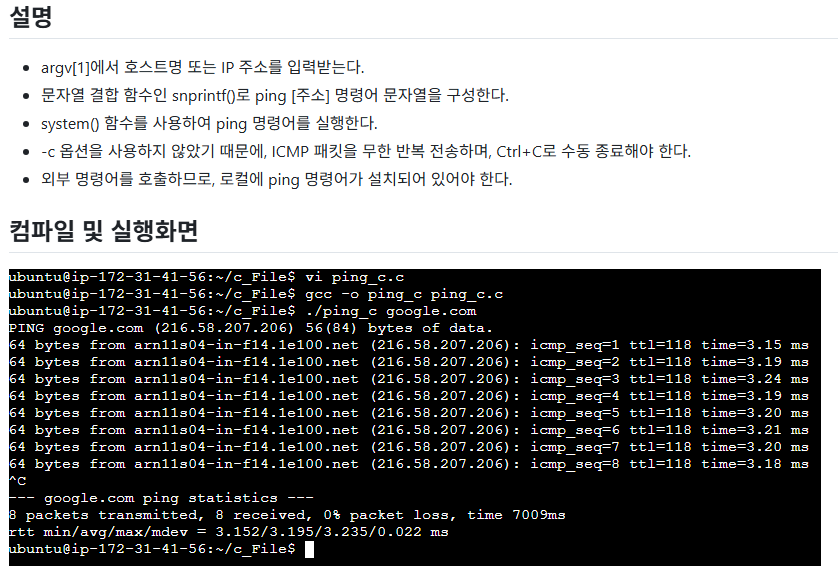 설명
argv[1]에서 호스트명 또는 IP 주소를 입력받는다.
문자열 결합 함수인 snprintf()로 ping [주소] 명령어 문자열을 구성한다.
system() 함수를 사용하여 ping 명령어를 실행한다.
-c 옵션을 사용하지 않았기 때문에, ICMP 패킷을 무한 반복 전송하며, Ctrl+C로 수동 종료해야 한다.
외부 명령어를 호출하므로, 로컬에 ping 명령어가 설치되어 있어야 한다.
컴파일 및 실행화면
ubuntu@ip-172-31-41-56:~/c_File$ vi ping_c.c
ubuntu@ip-172-31-41-56:~/c_File$ gcc -o ping_c ping_c.c
ubuntu@ip-172-31-41-56:~/c_File$ ./ping_c google.com
PING google.com (216.58.207.206) 56(84) bytes of data.
64 bytes from arn11s04-in-f14.1e100.net (216.58.207.206): icmp_seq=1 ttl=118 time=3.15 ms
64 bytes from arn11s04-in-f14.1e100.net (216.58.207.206): icmp_seq=2 ttl=118 time=3.19 ms
64 bytes from arn11s04-in-f14.1e100.net (216.58.207.206): icmp_seq=3 ttl=118 time=3.24 ms
64 bytes from arn11s04-in-f14.1e100.net (216.58.207.206): icmp_seq=4 ttl=118 time=3.19 ms
64 bytes from arn11s04-in-f14.1e100.net (216.58.207.206): icmp_seq=5 ttl=118 time=3.20 ms
64 bytes from arn11s04-in-f14.1e100.net (216.58.207.206): icmp_seq=6 ttl=118 time=3.21 ms
64 bytes from arn11s04-in-f14.1e100.net (216.58.207.206): icmp_seq=7 ttl=118 time=3.20 ms
64 bytes from arn11s04-in-f14.1e100.net (216.58.207.206): icmp_seq=8 ttl=118 time=3.18 ms
^C
--- google.com ping statistics ---
8 packets transmitted, 8 received, 0% packet loss, time 7009ms
rtt min/avg/max/mdev = 3.152/3.195/3.235/0.022 ms
ubuntu@ip-172-31-41-56:~/c_File$